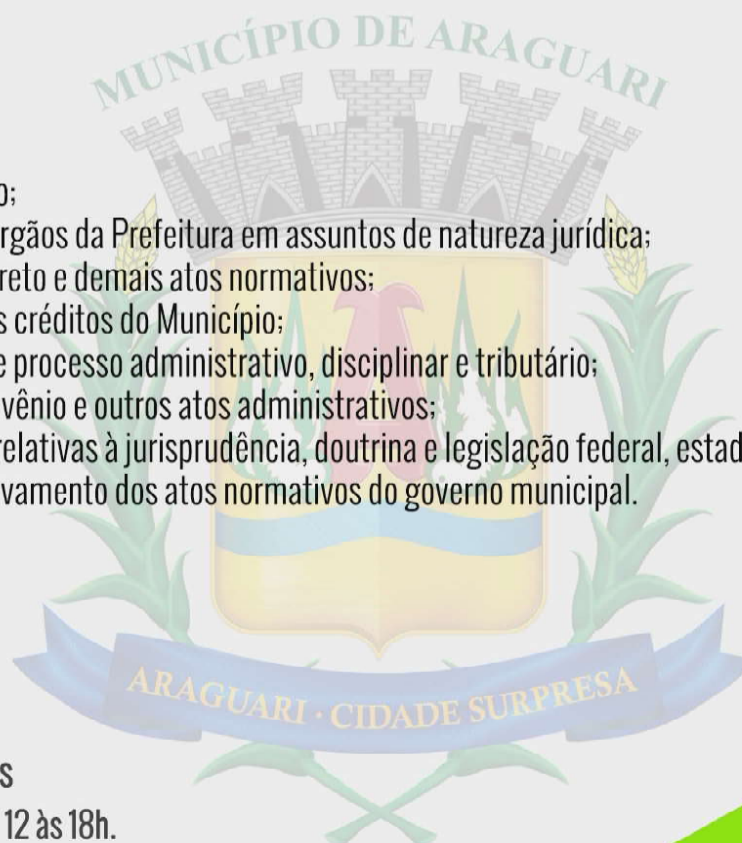 MUNICÍPIO DE ARAGUARI
o;
rgãos da Prefeitura em assuntos de natureza jurídica;
reto e demais atos normativos;
s créditos do Município;
e processo administrativo, disciplinar e tributário;
vênio e outros atos administrativos;
relativas à jurisprudência, doutrina e legislação federal, estad
vamento dos atos normativos do governo municipal.
ARAGUARI · CIDADE SURPRESA
s
12 às 18h.